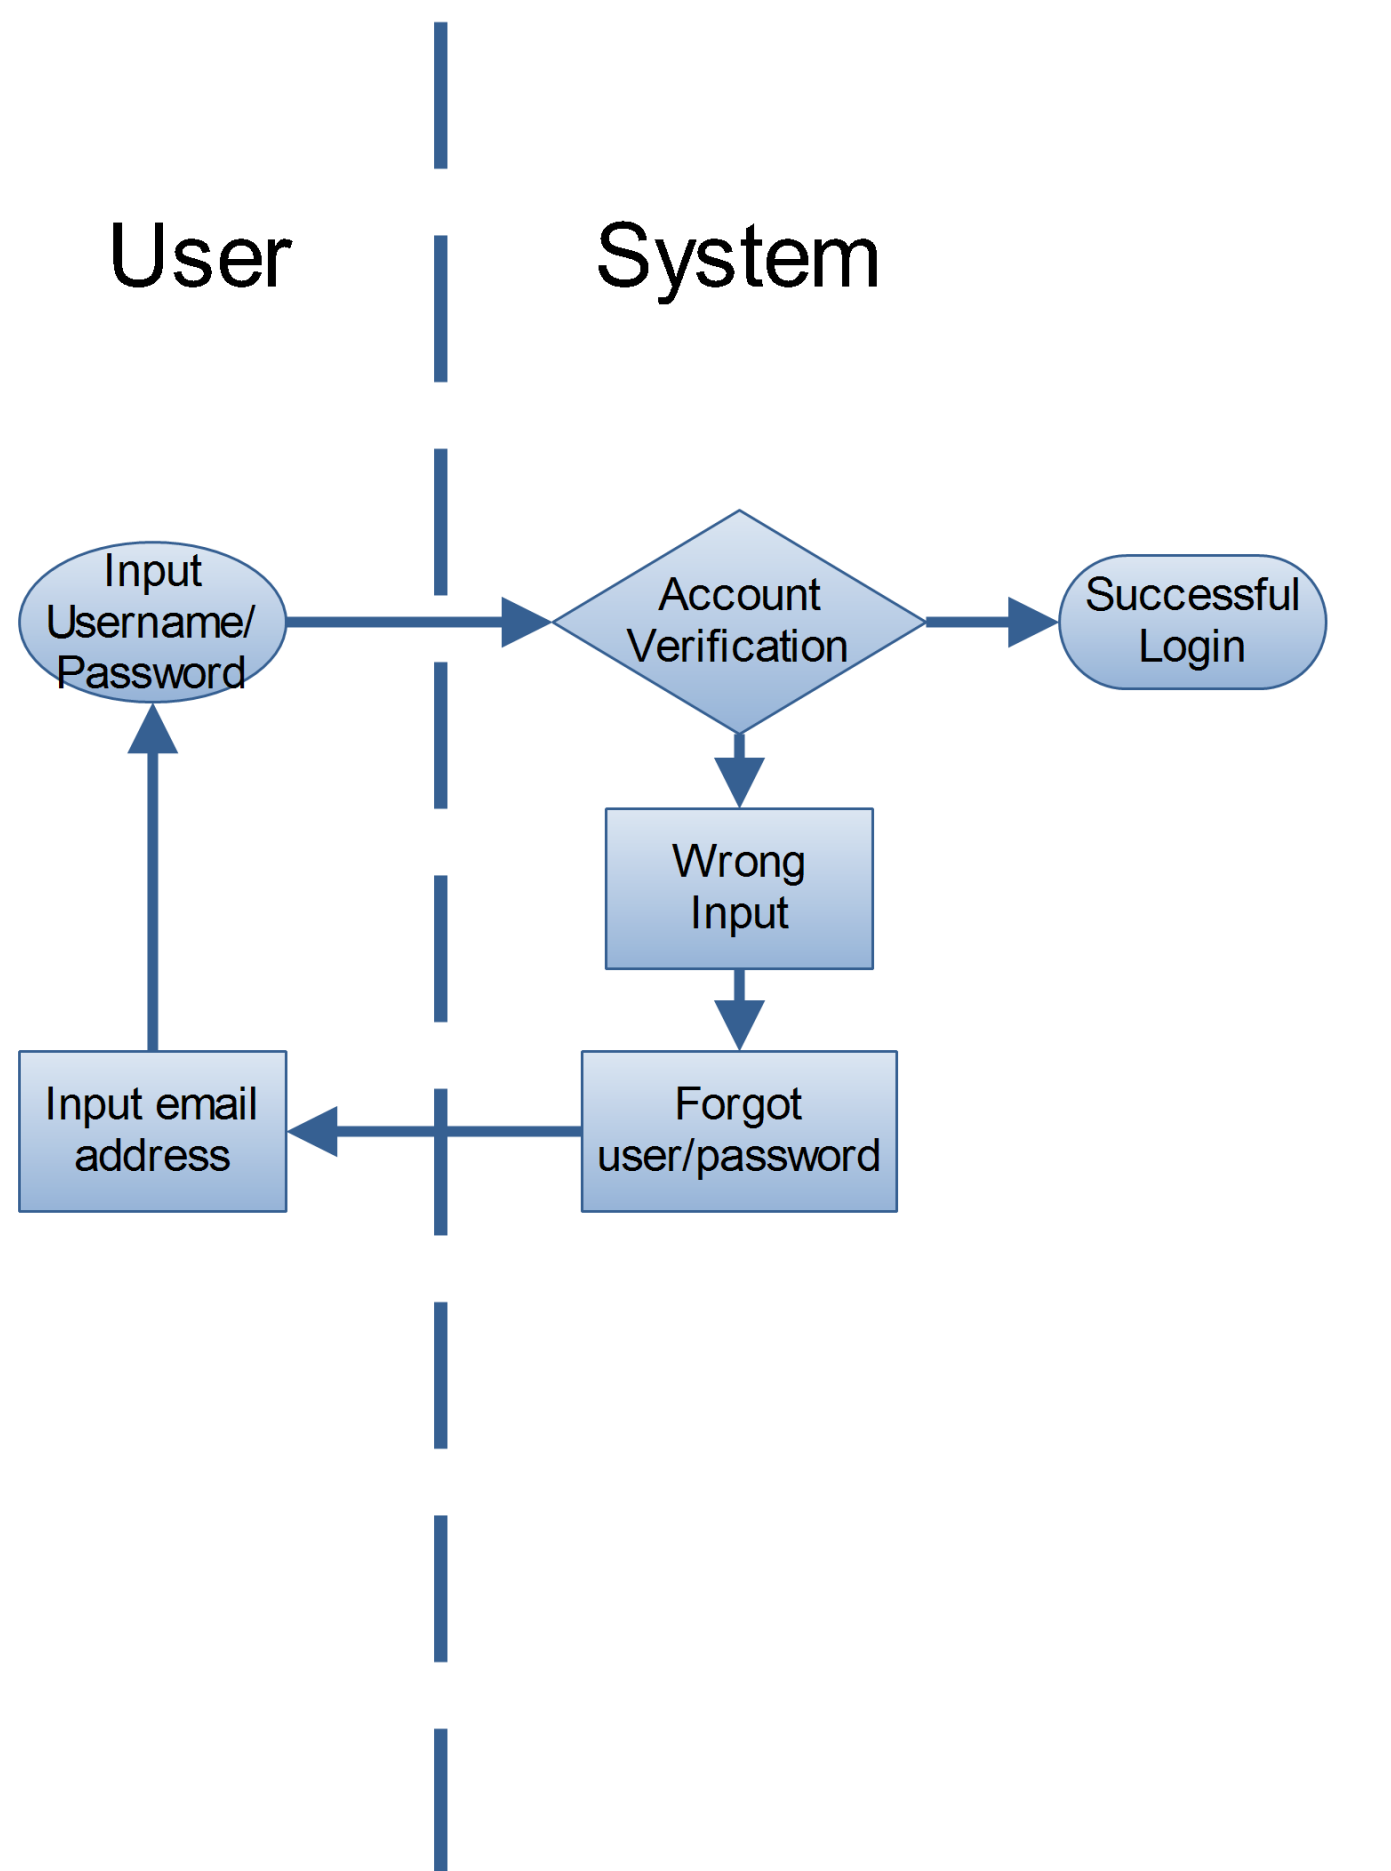 User
System
Input
Username/
Password
Account
Verification
Successful
Login
Wrong
Input
Input email
address
Forgot
user/password